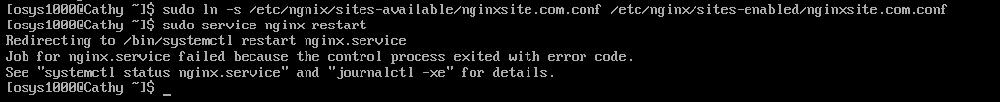 [osys1000@Cathy ~]$ sudo ln -s /etc/ngnix/sites-available/nginxsite.com.conf /etc/nginx/sites-enabled/nginxsite.com.conf
[osys1000@Cathy ~]$ sudo service nginx restart
Redirecting to /bin/systemctl restart nginx.service
Job for nginx.service failed because the control process exited with error code.
See "systemctl status nginx.service" and "journalctl -xe" for details.
[osys1000@Cathy ~]$ _